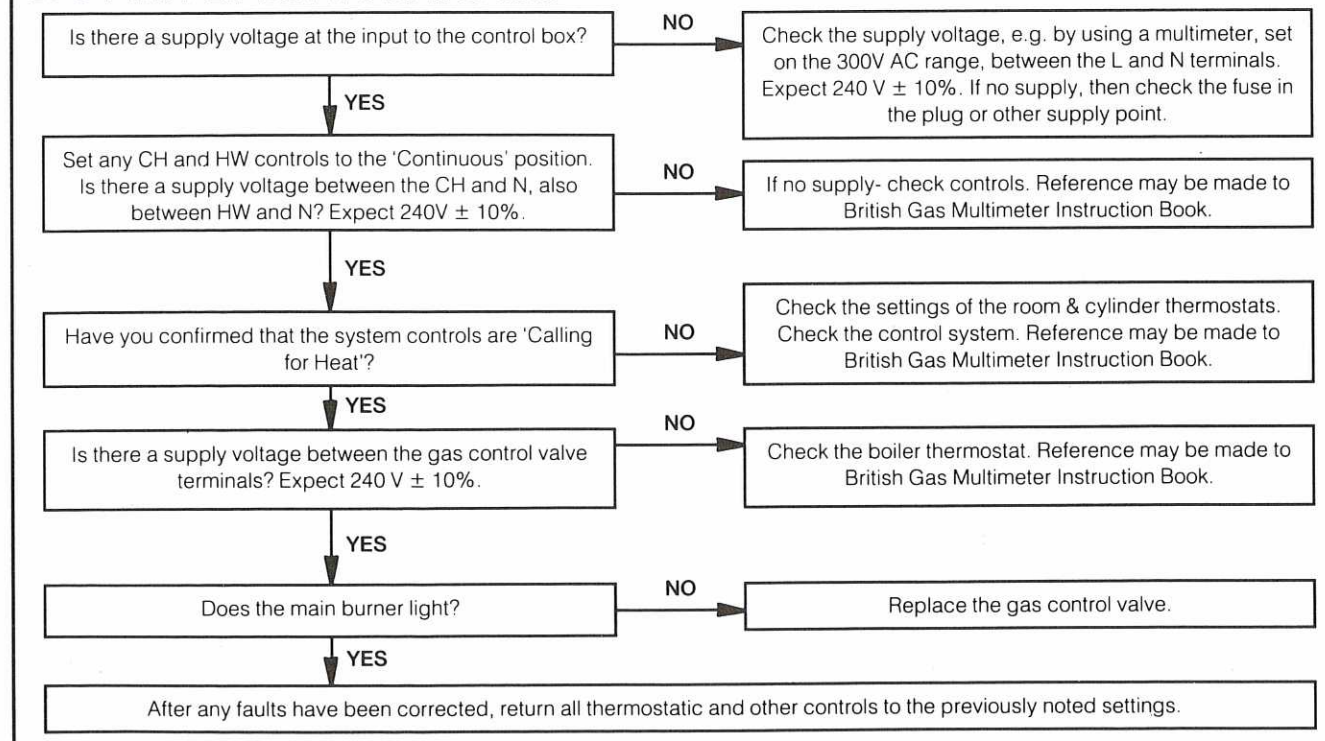 Is there a supply voltage at the input to the control box?
NO
Check the supply voltage, e.g. by using a multimeter, set
on the 300V AC range, between the L and N terminals.
Expect 240 V ± 10%. If no supply, then check the fuse in
the plug or other supply point.
YES
Set any CH and HW controls to the 'Continuous' position.
Is there a supply voltage between the CH and N, also
between HW and N? Expect 240V ± 10%.
NO
If no supply- check controls. Reference may be made to
British Gas Multimeter Instruction Book.
YES
Have you confirmed that the system controls are 'Calling
for Heat'?
NO
Check the settings of the room & cylinder thermostats.
Check the control system. Reference may be made to
British Gas Multimeter Instruction Book.
YES
Is there a supply voltage between the gas control valve
terminals? Expect 240 V ± 10%.
NO
Check the boiler thermostat. Reference may be made to
British Gas Multimeter Instruction Book.
YES
Does the main burner light?
NO
Replace the gas control valve.
YES
After any faults have been corrected, return all thermostatic and other controls to the previously noted settings.